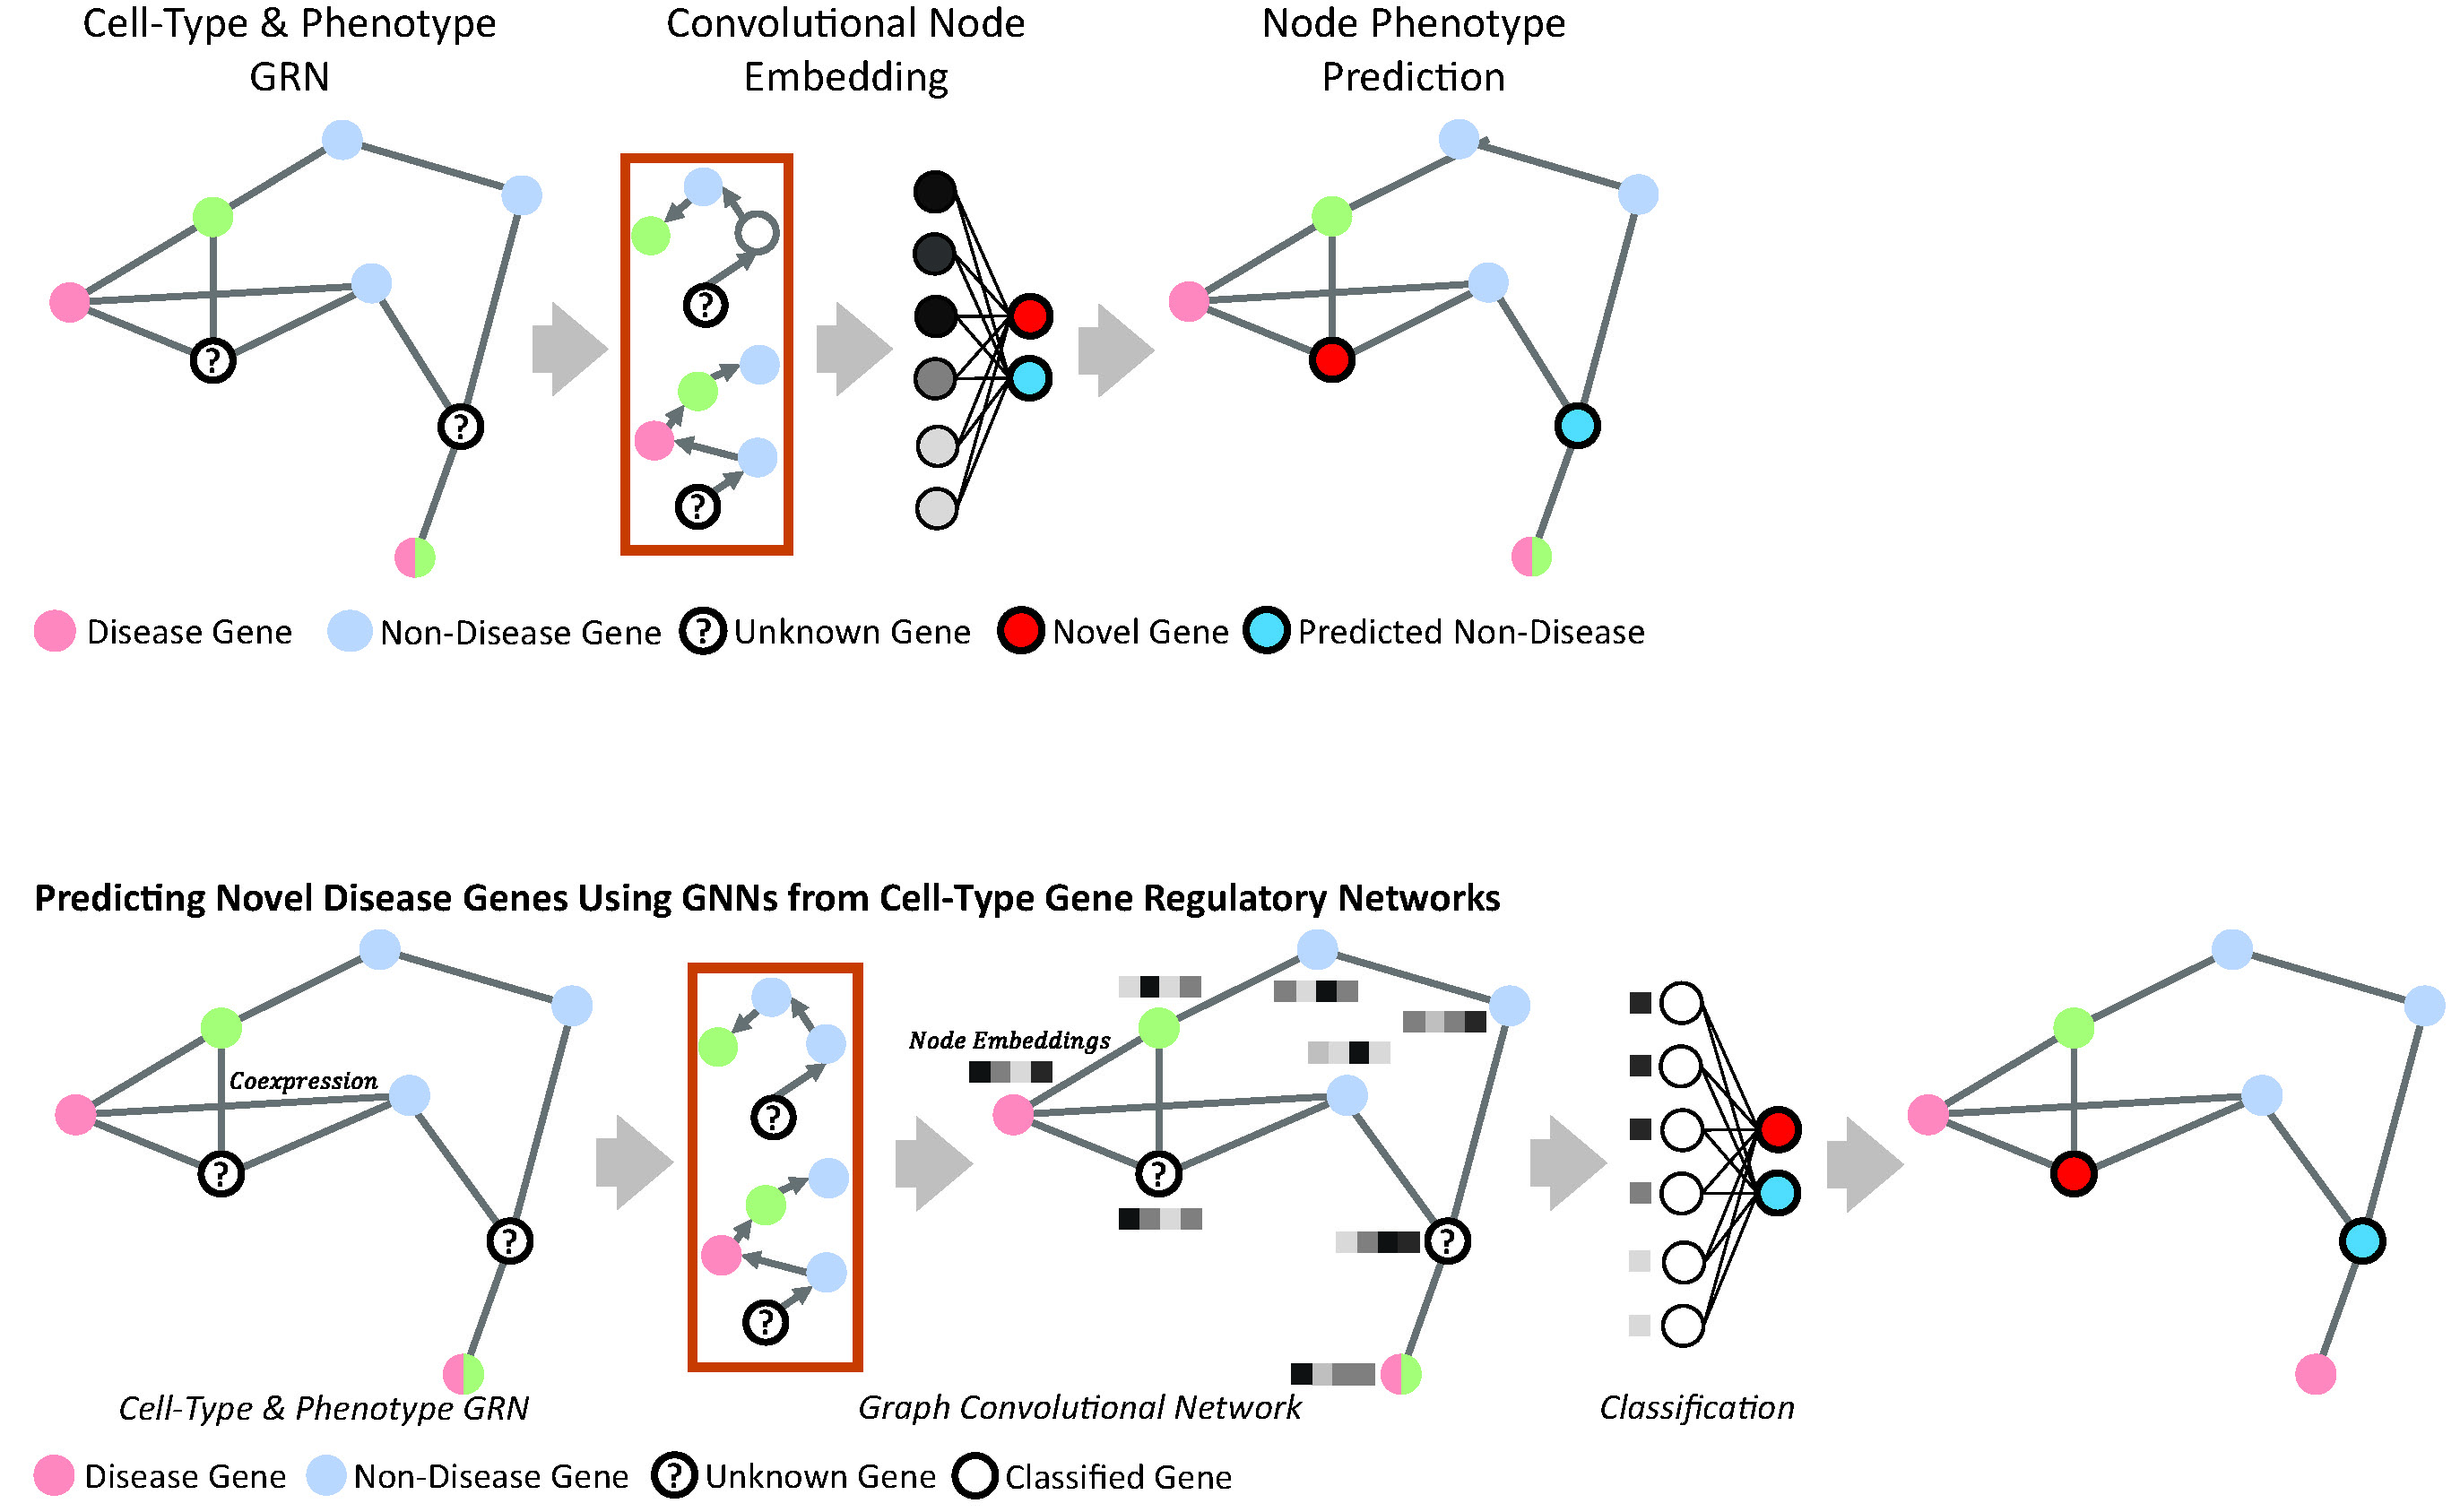 Cell-Type & Phenotype
GRN
Convolutional Node
Embedding
Node Phenotype
Prediction
?
?
?
?
Disease Gene
Non-Disease Gene
? Unknown Gene
Novel Gene
Predicted Non-Disease
Predicting Novel Disease Genes Using GNNs from Cell-Type Gene Regulatory Networks
Coexpression
?
?
?
?
Node Embeddings
?
?
Cell-Type & Phenotype GRN
Graph Convolutional Network
Classification
Disease Gene
Non-Disease Gene
? Unknown Gene
Classified Gene